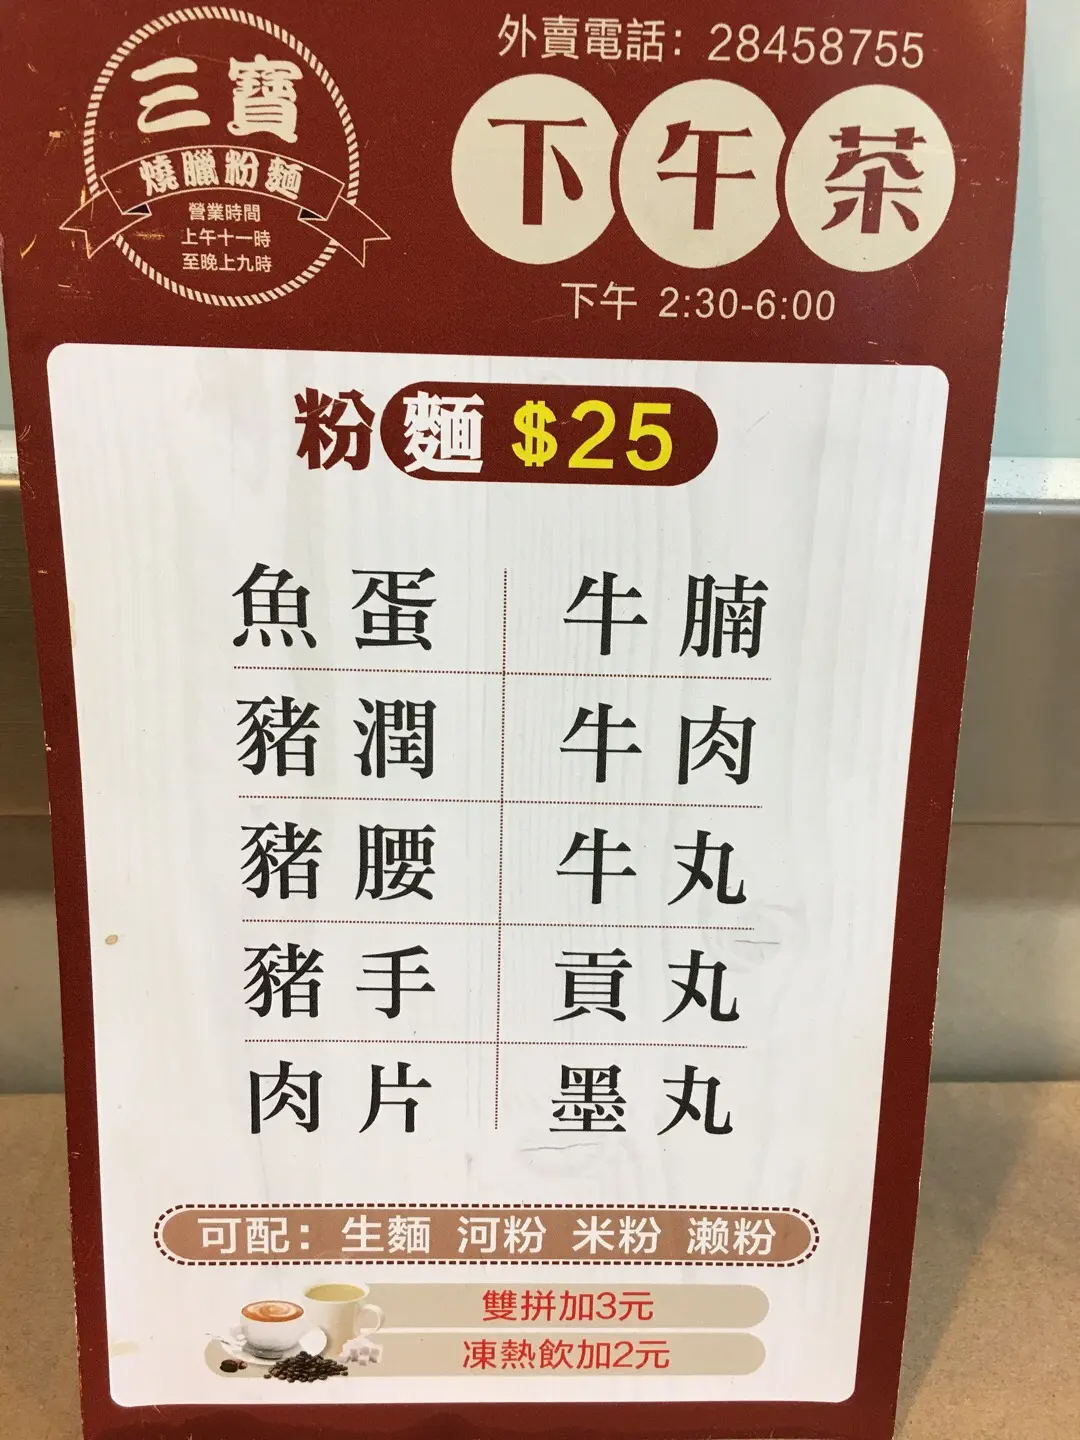 三寶
燒臘粉麵
營業時間
上午十一時
至晚上九時
外賣電話：28458755
下午茶
下午 2:30-6:00
粉麵 $25
魚蛋 牛腩
豬潤 牛肉
豬腰 牛丸
豬手 貢丸
肉片 墨丸
可配：生麵 河粉 米粉 瀨粉
雙拼加3元
凍熱飲加2元